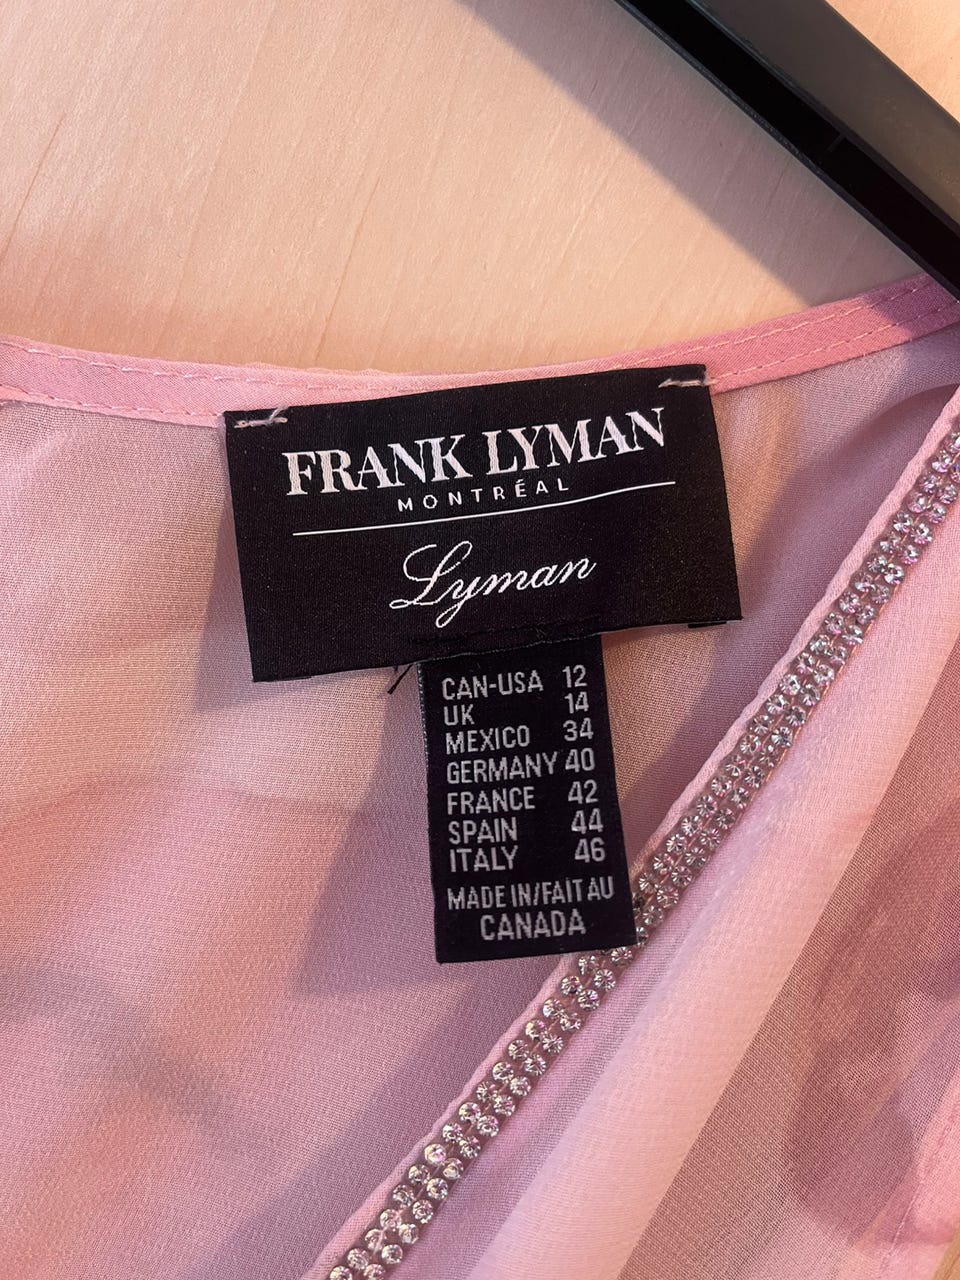 FRANK LYMAN
MONTRÉAL
Lyman
CAN-USA 12
UK 14
MEXICO 34
GERMANY 40
FRANCE 42
SPAIN 44
ITALY 46
MADE IN/FAIT AU
CANADA